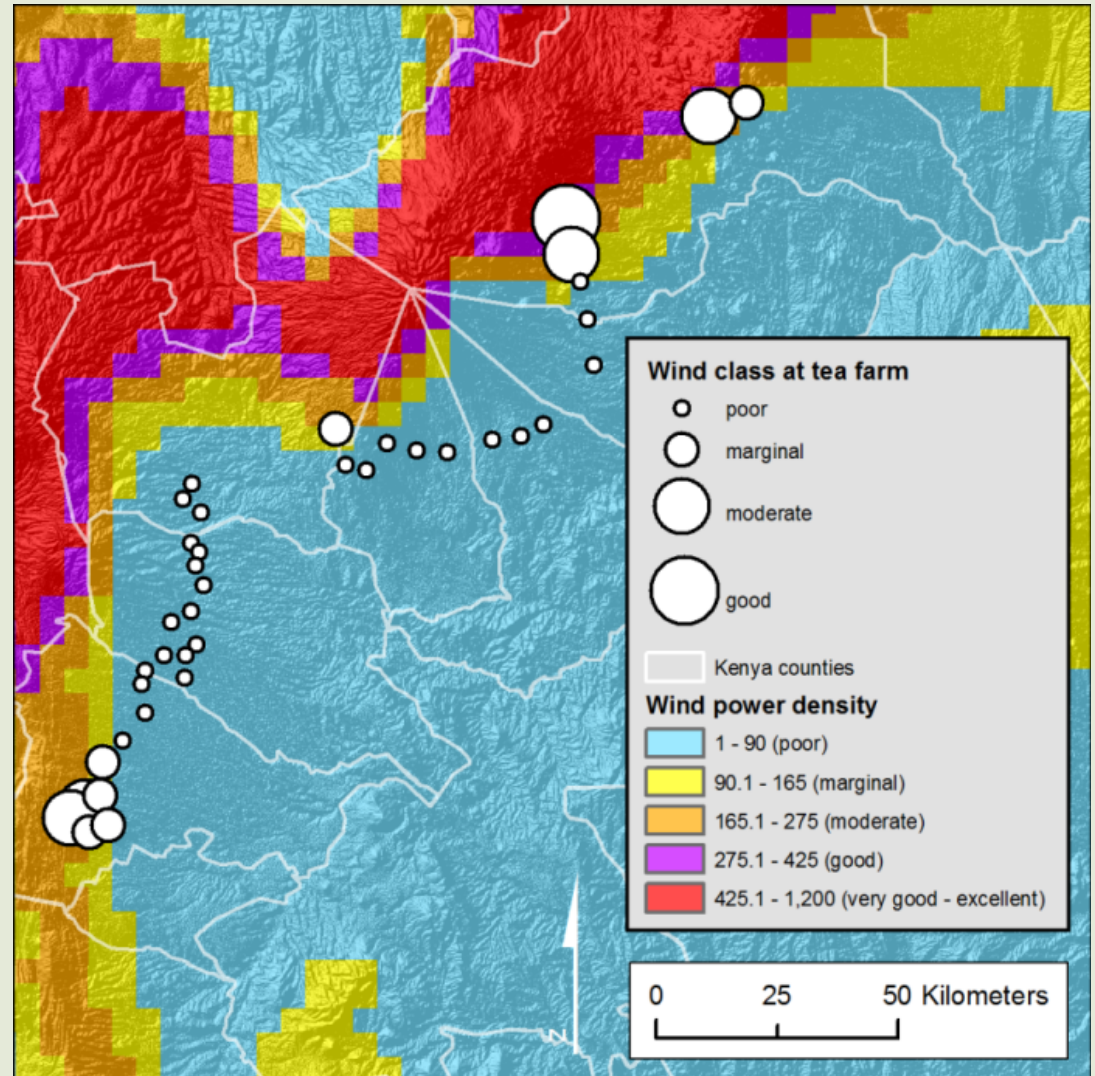 Wind class at tea farm
poor
marginal
moderate
good
Kenya counties
Wind power density
1 - 90 (poor)
90.1 - 165 (marginal)
165.1 - 275 (moderate)
275.1 - 425 (good)
425.1 - 1,200 (very good - excellent)
N
0 25 50 Kilometers